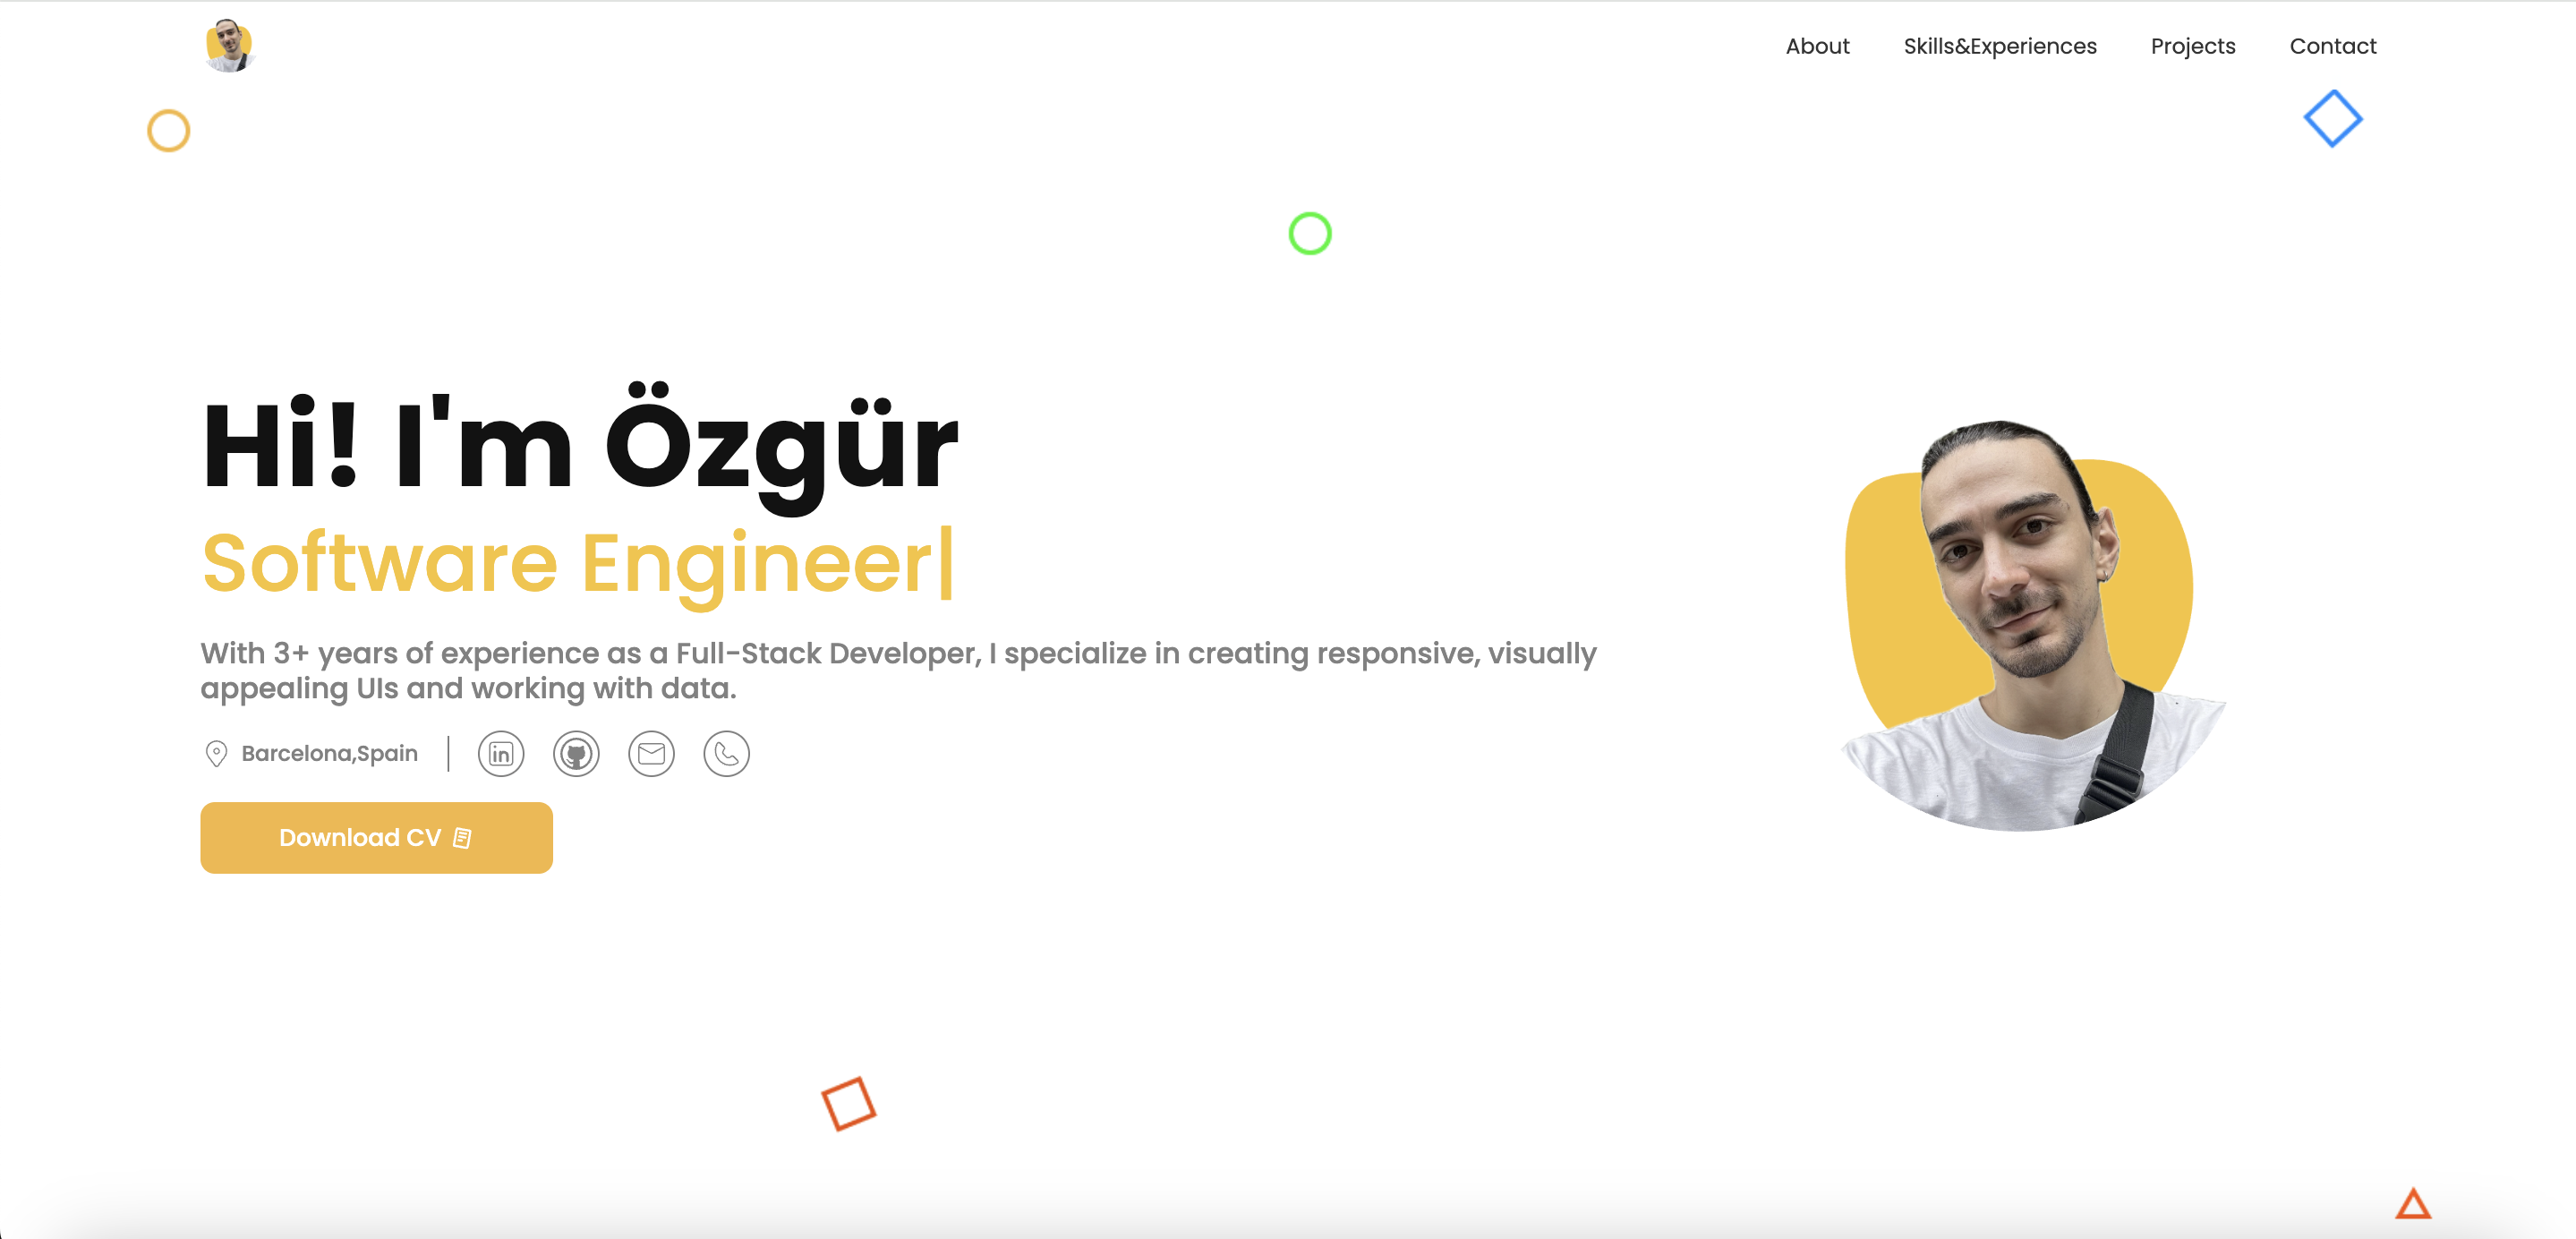 About Skills&Experiences Projects Contact
Hi! I'm Özgür
Software Engineer|
With 3+ years of experience as a Full-Stack Developer, I specialize in creating responsive, visually
appealing UIs and working with data.
Barcelona,Spain in
Download CV